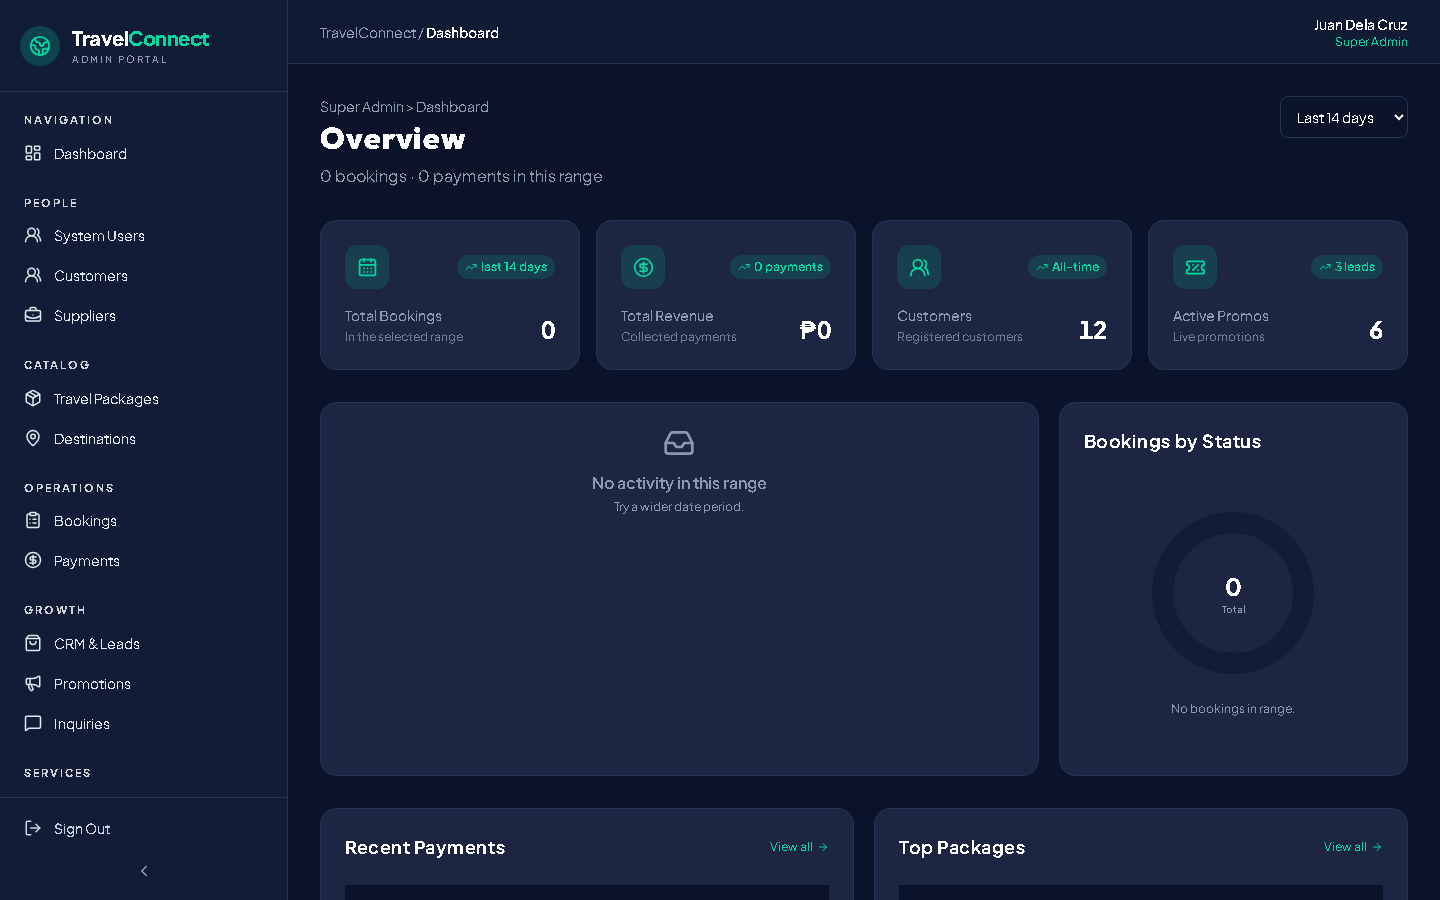 TravelConnect
ADMIN PORTAL
NAVIGATION
Dashboard
PEOPLE
System Users
Customers
Suppliers
CATALOG
Travel Packages
Destinations
OPERATIONS
Bookings
Payments
GROWTH
CRM & Leads
Promotions
Inquiries
SERVICES
Sign Out
TravelConnect / Dashboard
Juan Dela Cruz
Super Admin
Super Admin > Dashboard
Overview
0 bookings · 0 payments in this range
Last 14 days
last 14 days
Total Bookings
In the selected range
0
0 payments
Total Revenue
Collected payments
₱0
All-time
Customers
Registered customers
12
3 leads
Active Promos
Live promotions
6
No activity in this range
Try a wider date period.
Bookings by Status
0
Total
No bookings in range.
Recent Payments
View all →
Top Packages
View all →